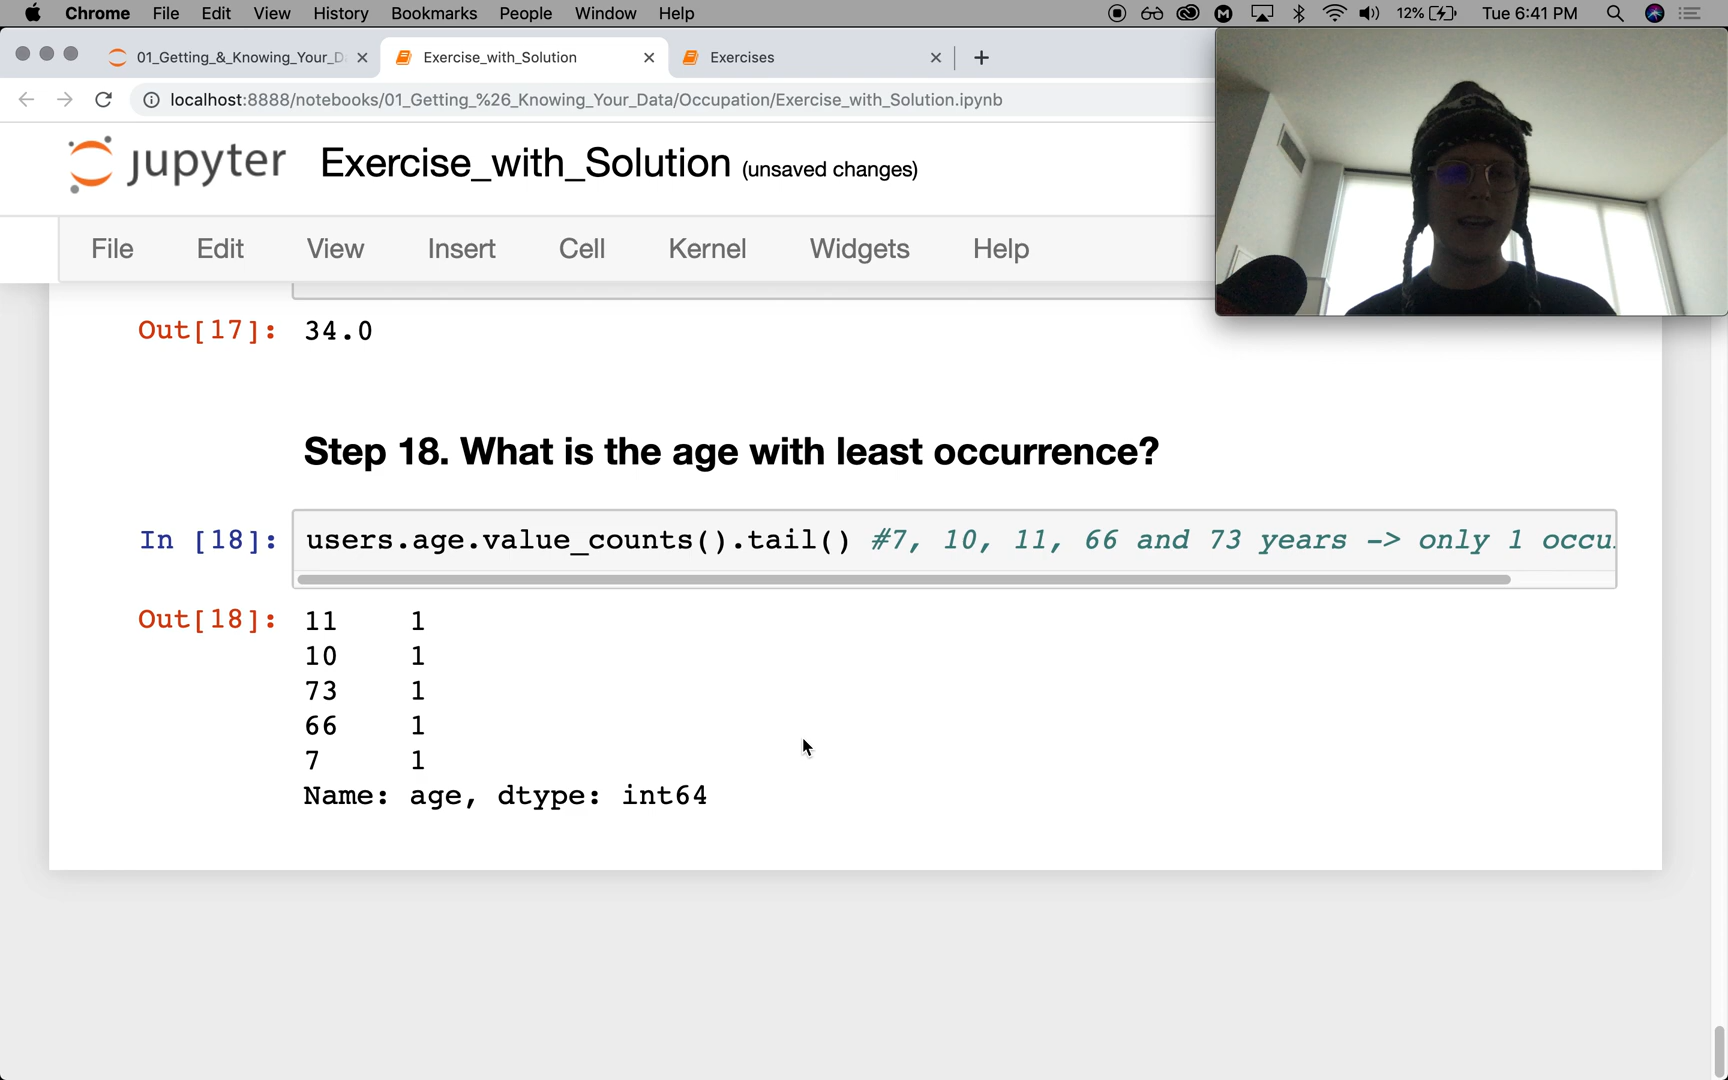 Chrome File Edit View History Bookmarks People Window Help 12% Tue 6:41 PM
01_Getting_&_Knowing_Your_D Exercise_with_Solution Exercises
localhost:8888/notebooks/01_Getting_%26_Knowing_Your_Data/Occupation/Exercise_with_Solution.ipynb
jupyter Exercise_with_Solution (unsaved changes)
File Edit View Insert Cell Kernel Widgets Help
Out[17]: 34.0
Step 18. What is the age with least occurrence?
In [18]: users.age.value_counts().tail() #7, 10, 11, 66 and 73 years -> only 1 occu
Out[18]: 11 1
10 1
73 1
66 1
7 1
Name: age, dtype: int64